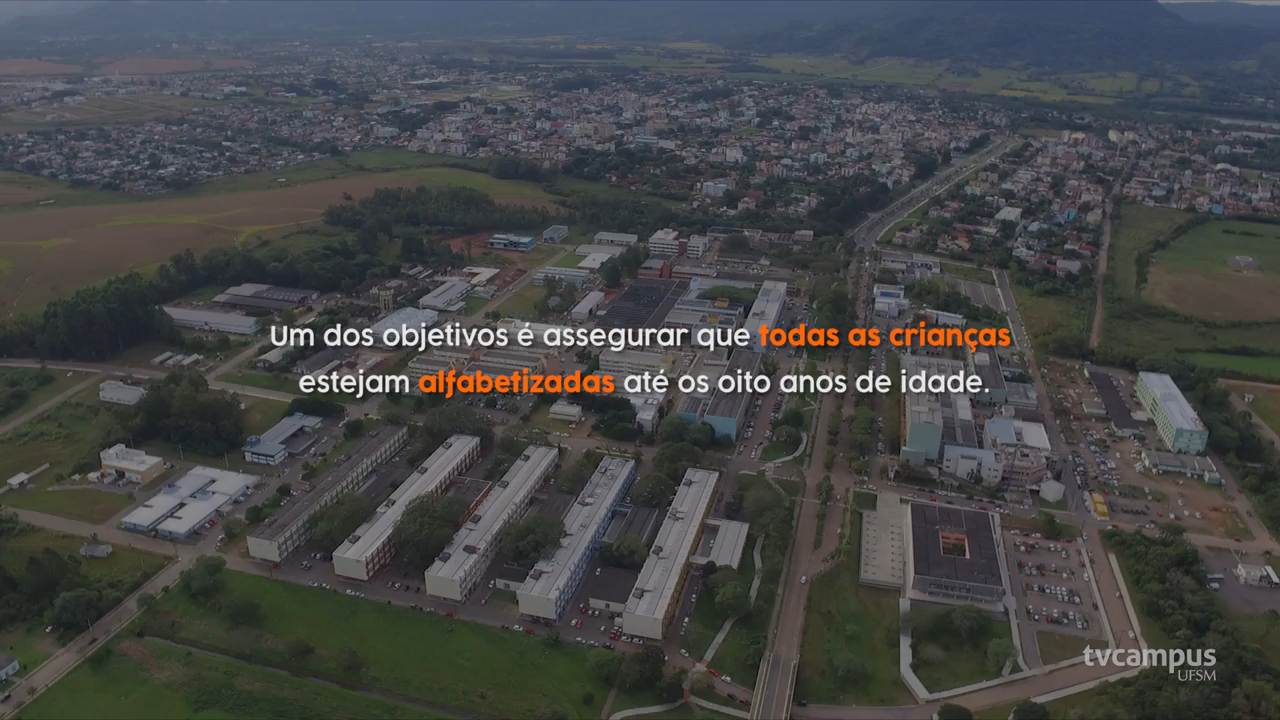 Um dos objetivos é assegurar que todas as crianças
estejam alfabetizadas até os oito anos de idade.
tvcampus
UFSM